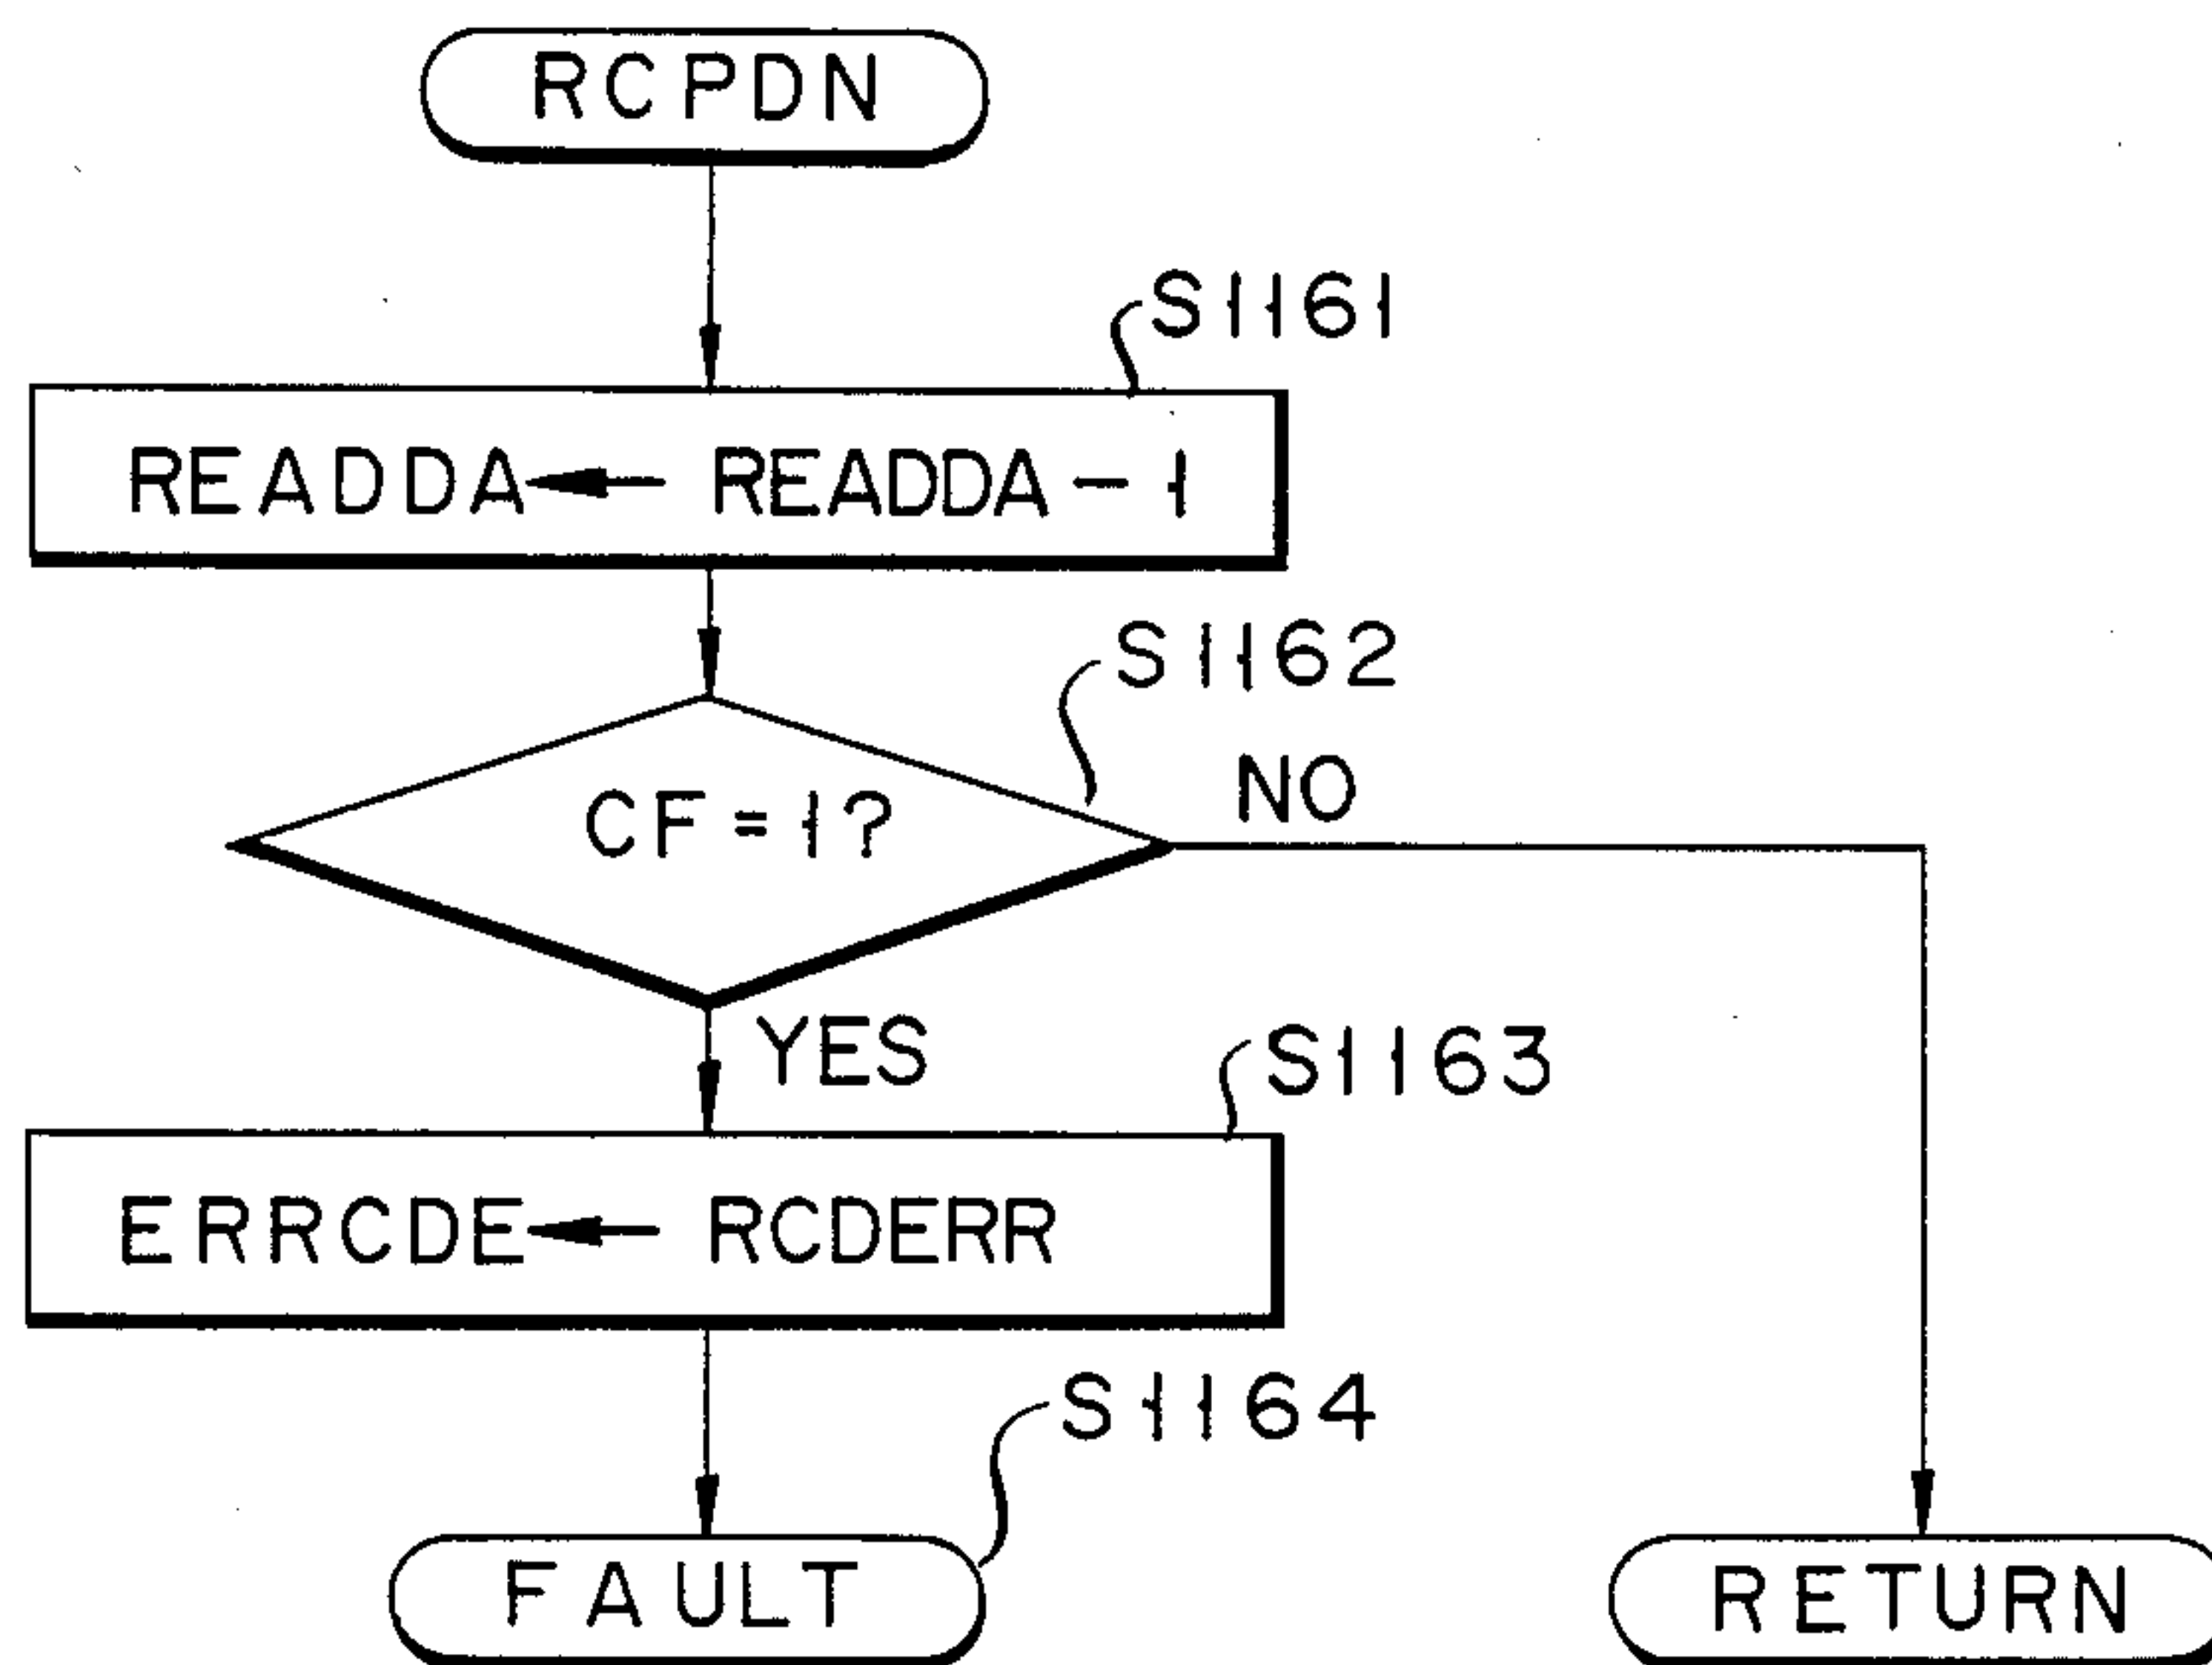 RCPDN
S1161
READDA ← READDA - 1
S1162
CF = 1?
NO
YES
S1163
ERRCDE ← RCDERR
S1164
FAULT
RETURN